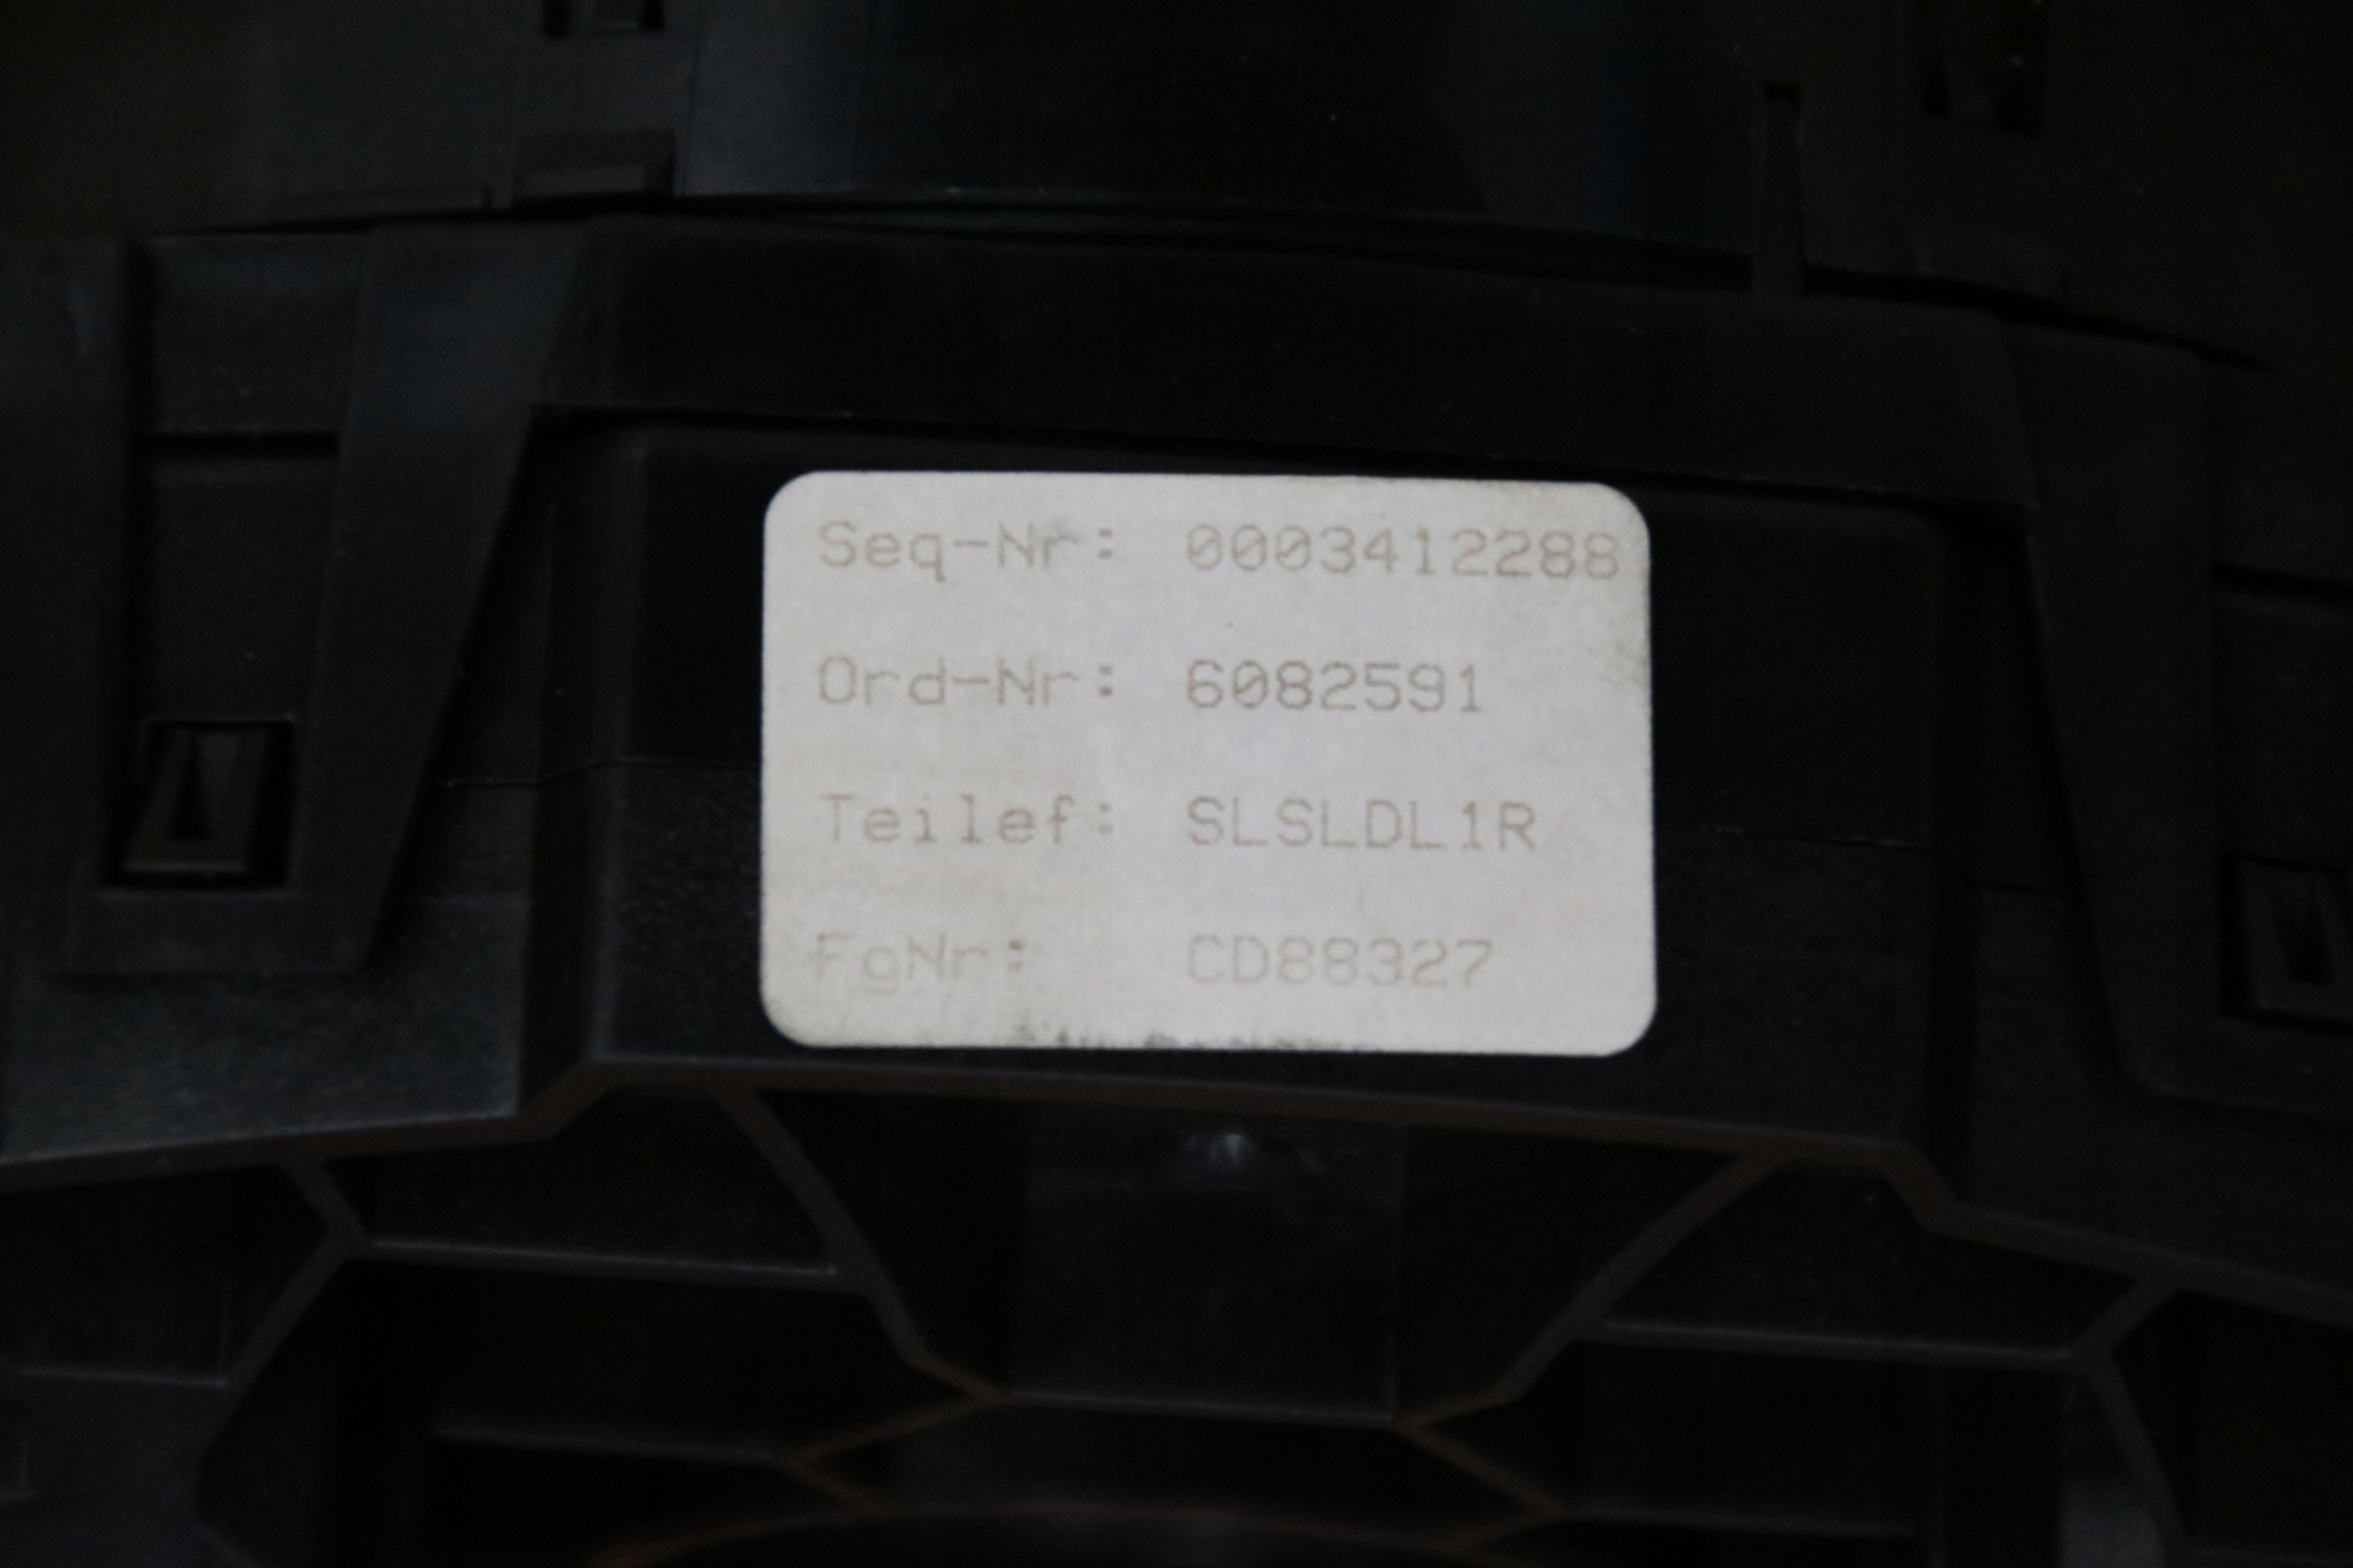 Seq-Nr: 0003412288
Ord-Nr: 6082591
Teilef: SLSLDL1R
FgNr: CD88327